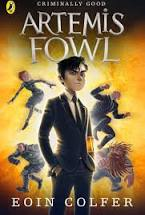 CRIMINALLY GOOD
ARTEMIS
FOWL
EOIN COLFER